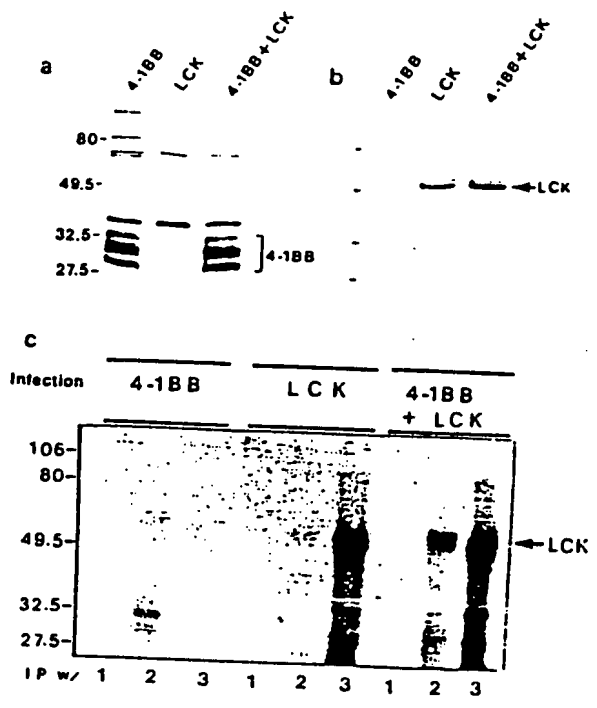 a
4-1BB LCK 4-1BB+LCK
80-
49.5-
32.5-
27.5-
4-1BB
b
4-1BB LCK 4-1BB+LCK
LCK
c
Infection 4-1BB LCK 4-1BB
+ LCK
106-
80-
49.5-
32.5-
27.5-
LCK
IP w/ 1 2 3 1 2 3 1 2 3